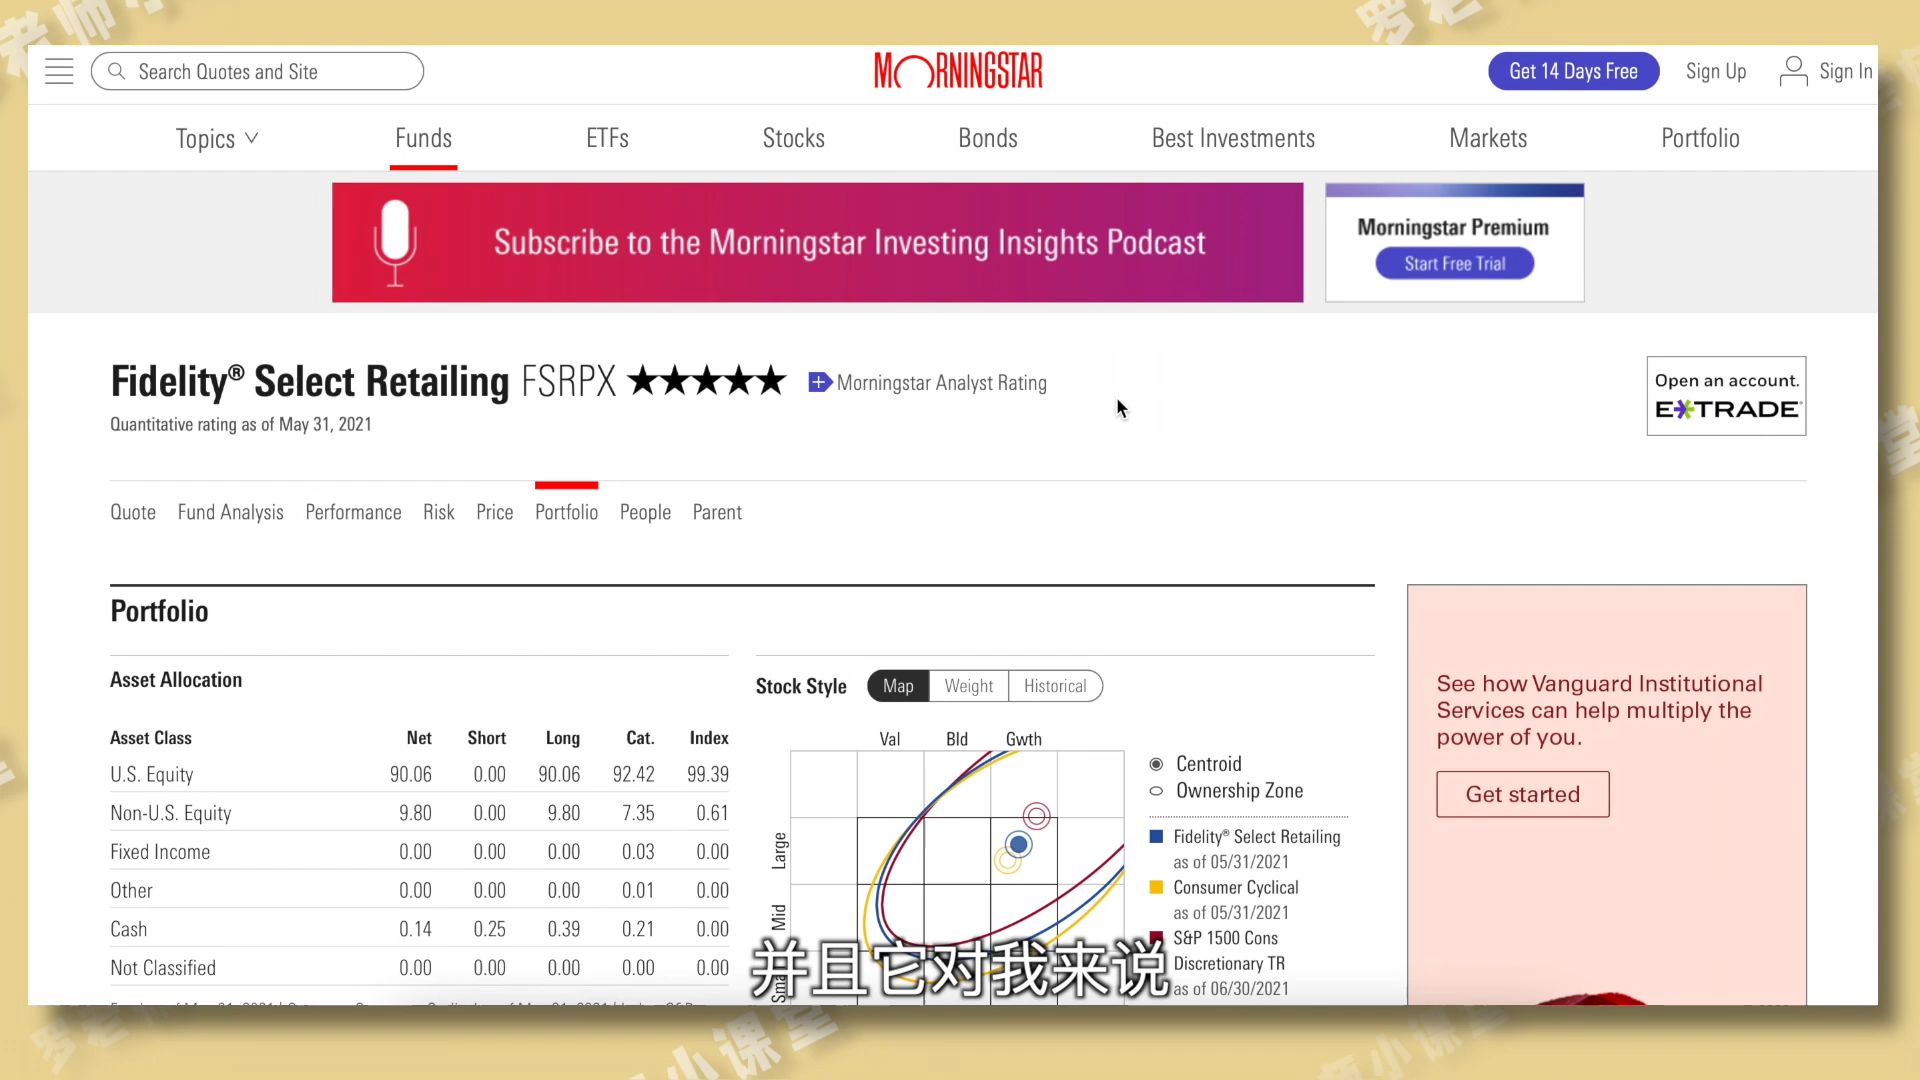 Search Quotes and Site
MORNINGSTAR
Get 14 Days Free
Sign Up
Sign In
Topics
Funds
ETFs
Stocks
Bonds
Best Investments
Markets
Portfolio
Subscribe to the Morningstar Investing Insights Podcast
Morningstar Premium
Start Free Trial
Fidelity® Select Retailing FSRPX ★★★★★ Morningstar Analyst Rating
Quantitative rating as of May 31, 2021
Open an account.
E*TRADE
Quote Fund Analysis Performance Risk Price Portfolio People Parent
Portfolio
Asset Allocation
Asset Class Net Short Long Cat. Index
U.S. Equity 90.06 0.00 90.06 92.42 99.39
Non-U.S. Equity 9.80 0.00 9.80 7.35 0.61
Fixed Income 0.00 0.00 0.00 0.03 0.00
Other 0.00 0.00 0.00 0.01 0.00
Cash 0.14 0.25 0.39 0.21 0.00
Not Classified 0.00 0.00 0.00 0.00 0.00
Stock Style Map Weight Historical
Val Bld Gwth
Large
Mid
Centroid
Ownership Zone
Fidelity® Select Retailing
as of 05/31/2021
Consumer Cyclical
as of 05/31/2021
S&P 1500 Cons
Discretionary TR
as of 06/30/2021
See how Vanguard Institutional
Services can help multiply the
power of you.
Get started
并且它对我来说